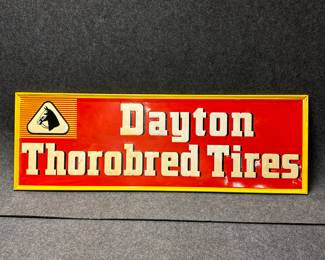 Dayton
Thorobred Tires